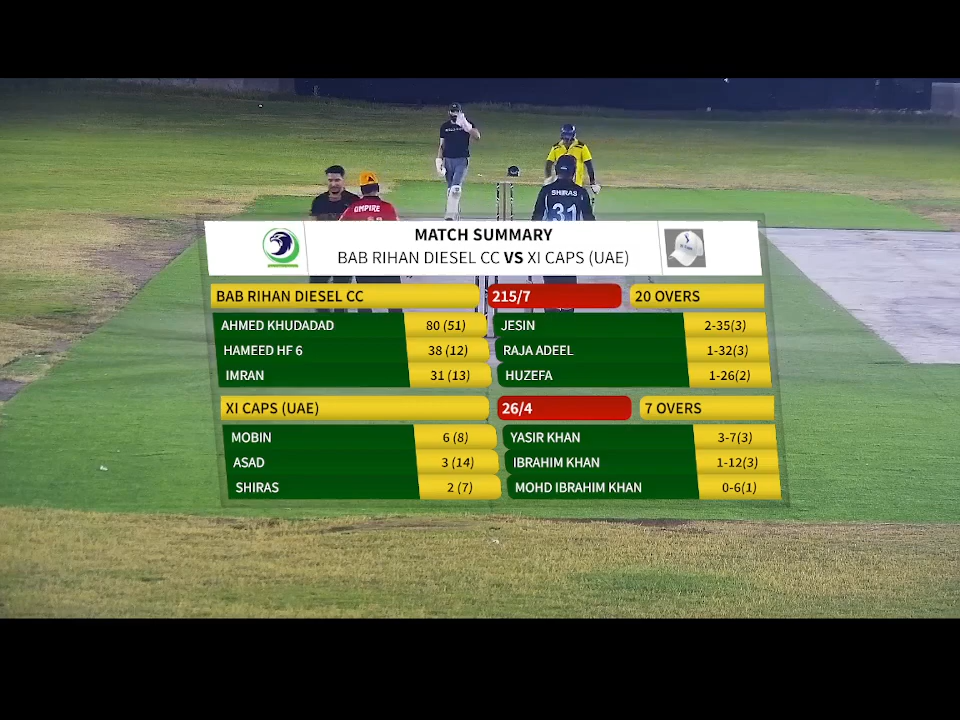 SHIRAS
31
EMPIRE
MATCH SUMMARY
BAB RIHAN DIESEL CC VS XI CAPS (UAE)
BAB RIHAN DIESEL CC 215/7 20 OVERS
AHMED KHUDADAD 80 (51) JESIN 2-35(3)
HAMEED HF 6 38 (12) RAJA ADEEL 1-32(3)
IMRAN 31 (13) HUZEFA 1-26(2)
XI CAPS (UAE) 26/4 7 OVERS
MOBIN 6 (8) YASIR KHAN 3-7(3)
ASAD 3 (14) IBRAHIM KHAN 1-12(3)
SHIRAS 2 (7) MOHD IBRAHIM KHAN 0-6(1)